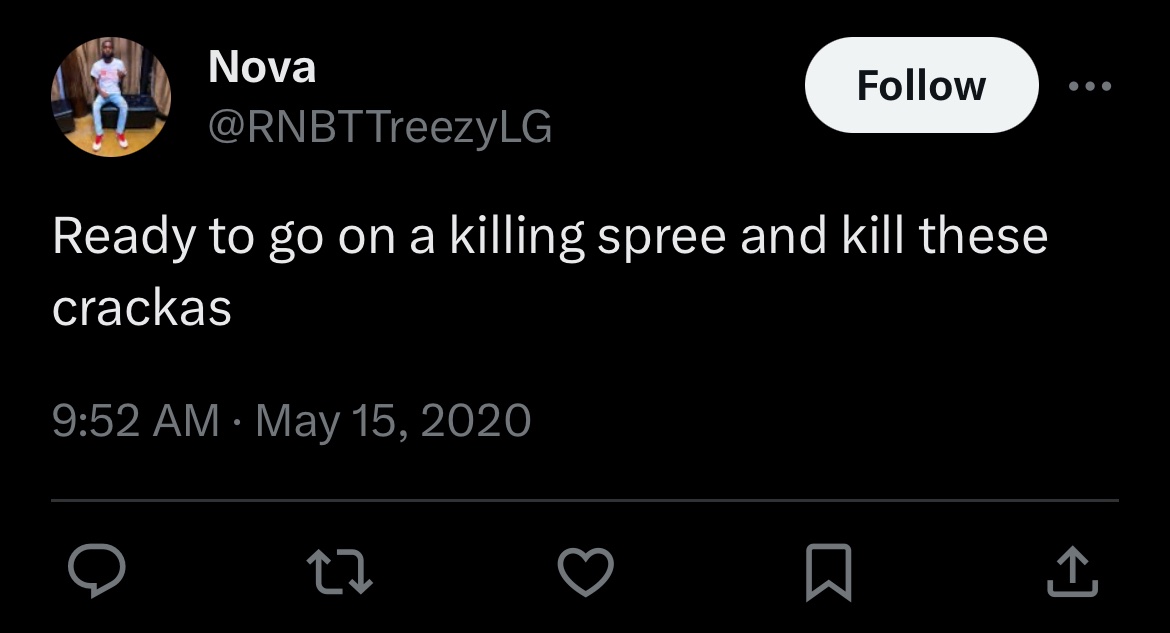 Nova
Follow
@RNBTTreezyLG
Ready to go on a killing spree and kill these
crackas
9:52 AM · May 15, 2020